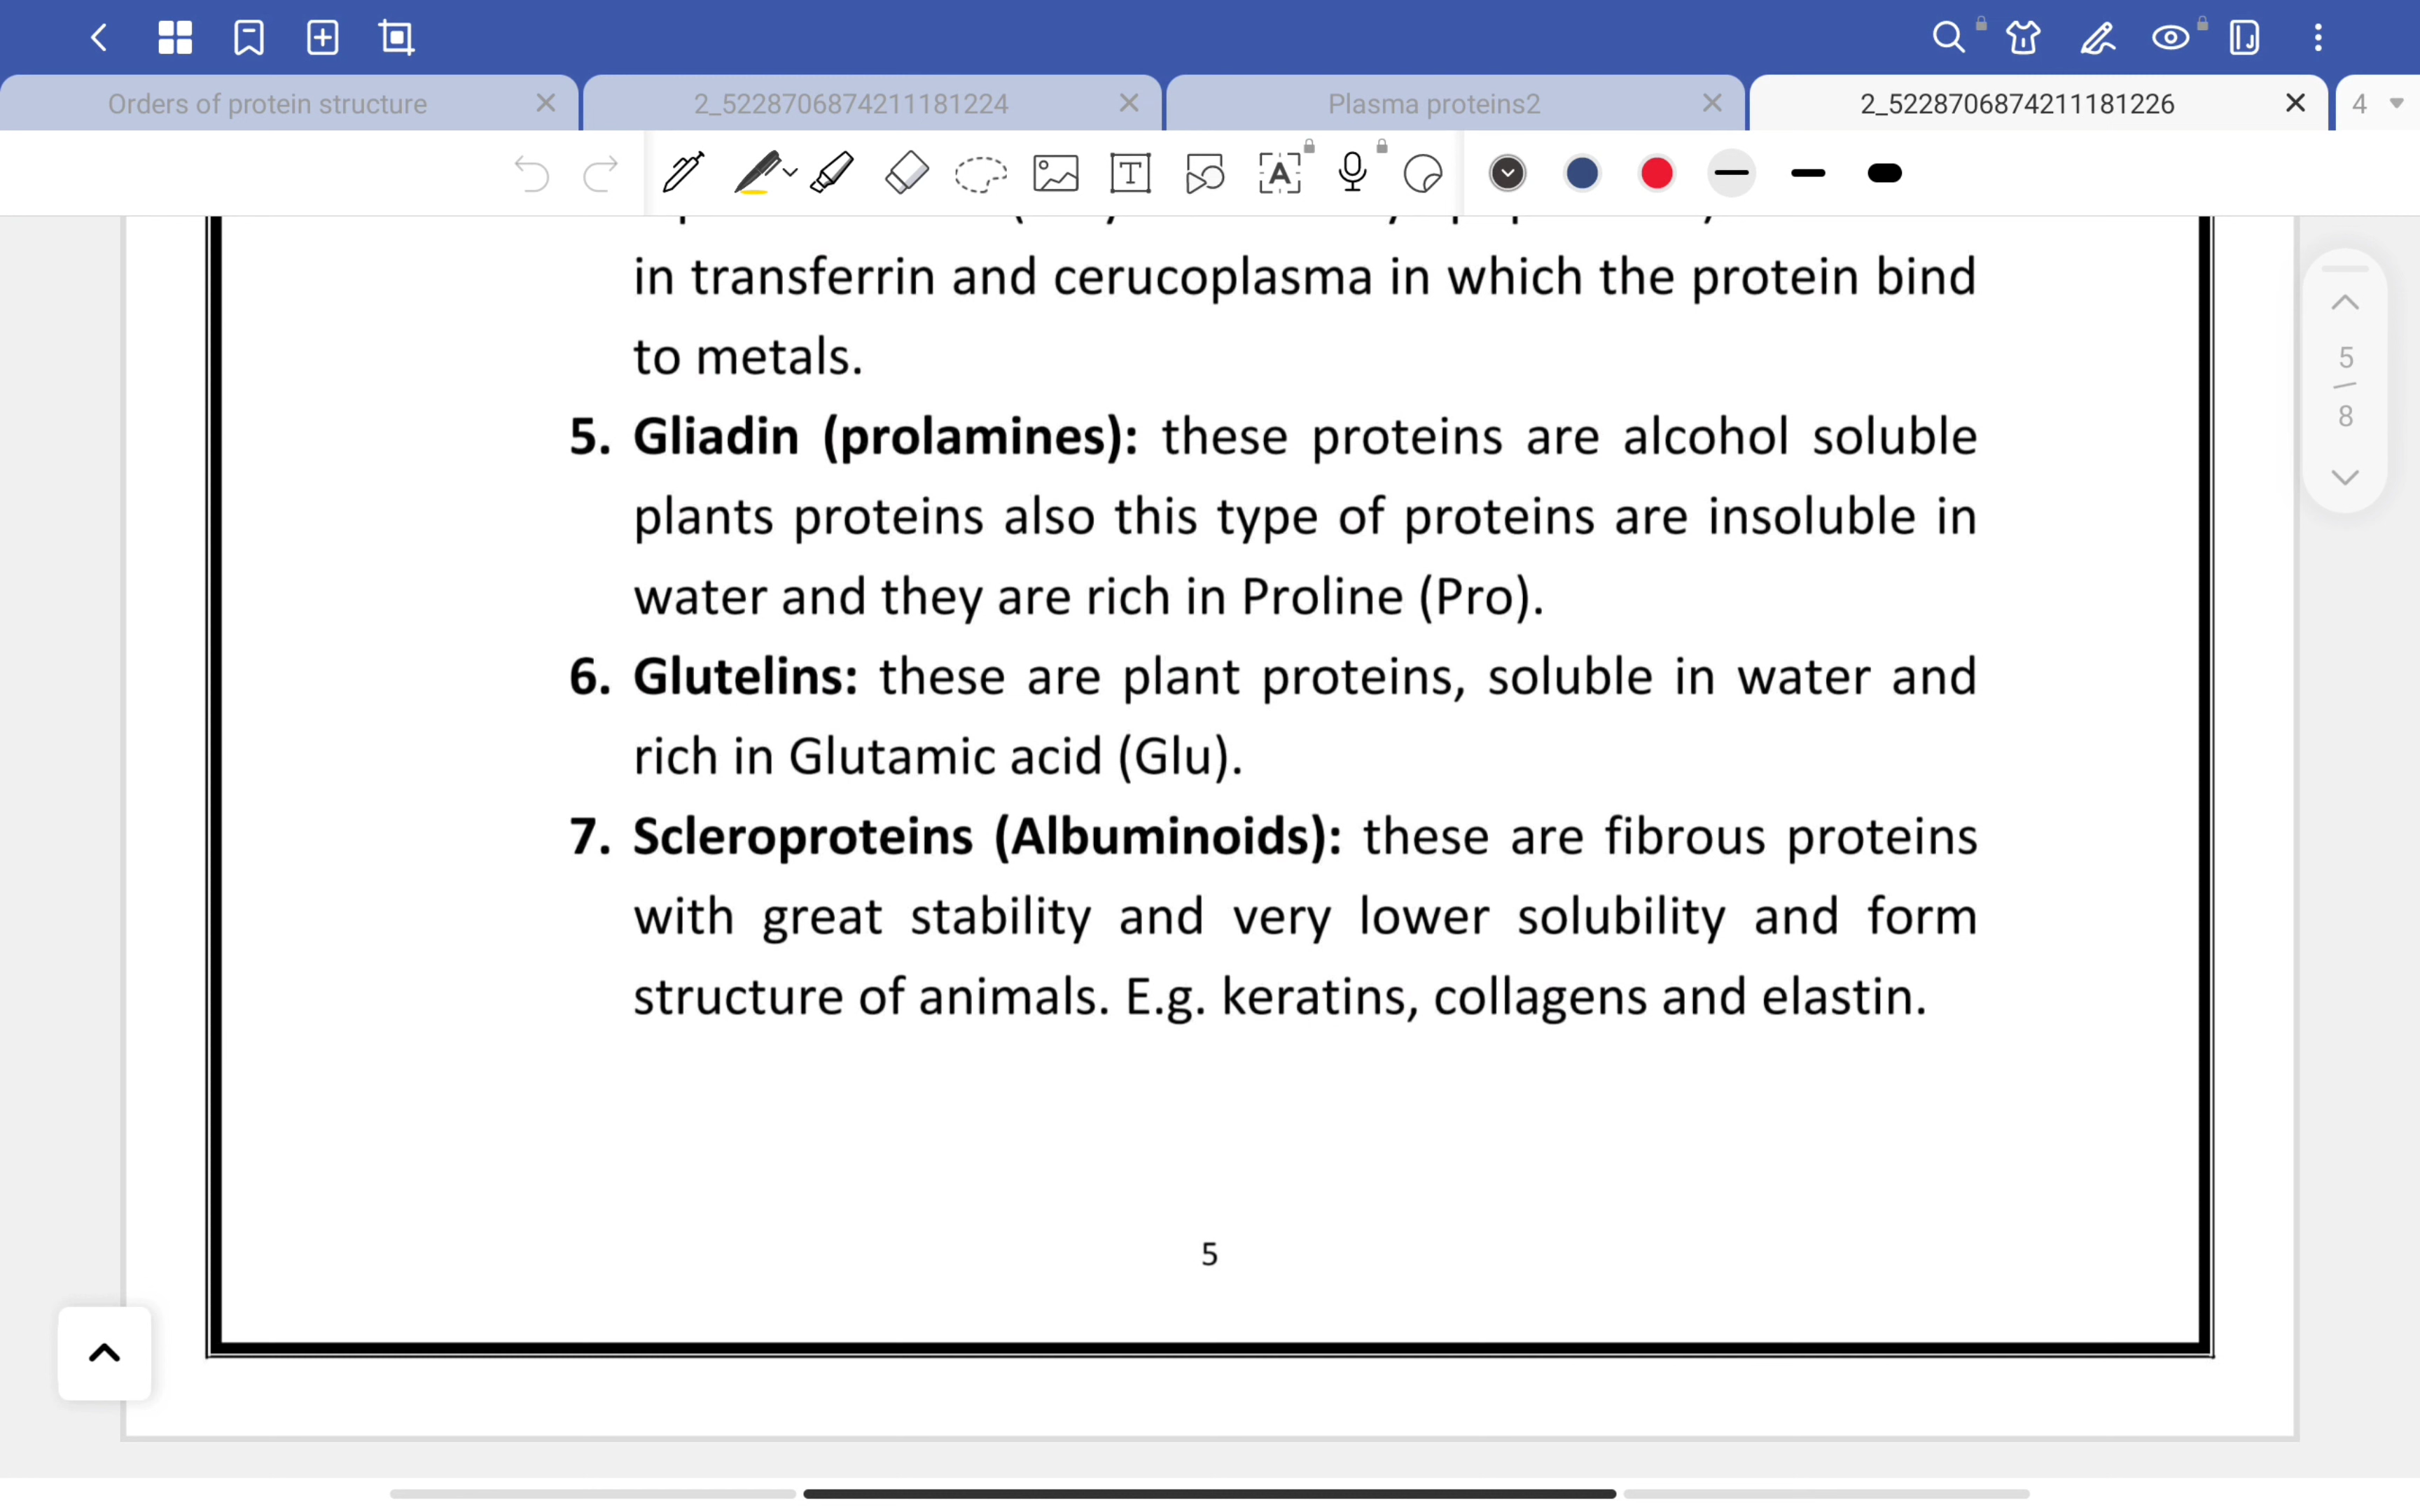 Orders of protein structure
2_5228706874211181224
Plasma proteins2
2_5228706874211181226
4
in transferrin and cerucoplasma in which the protein bind
to metals.
5. Gliadin (prolamines): these proteins are alcohol soluble
plants proteins also this type of proteins are insoluble in
water and they are rich in Proline (Pro).
6. Glutelins: these are plant proteins, soluble in water and
rich in Glutamic acid (Glu).
7. Scleroproteins (Albuminoids): these are fibrous proteins
with great stability and very lower solubility and form
structure of animals. E.g. keratins, collagens and elastin.
5
5
8